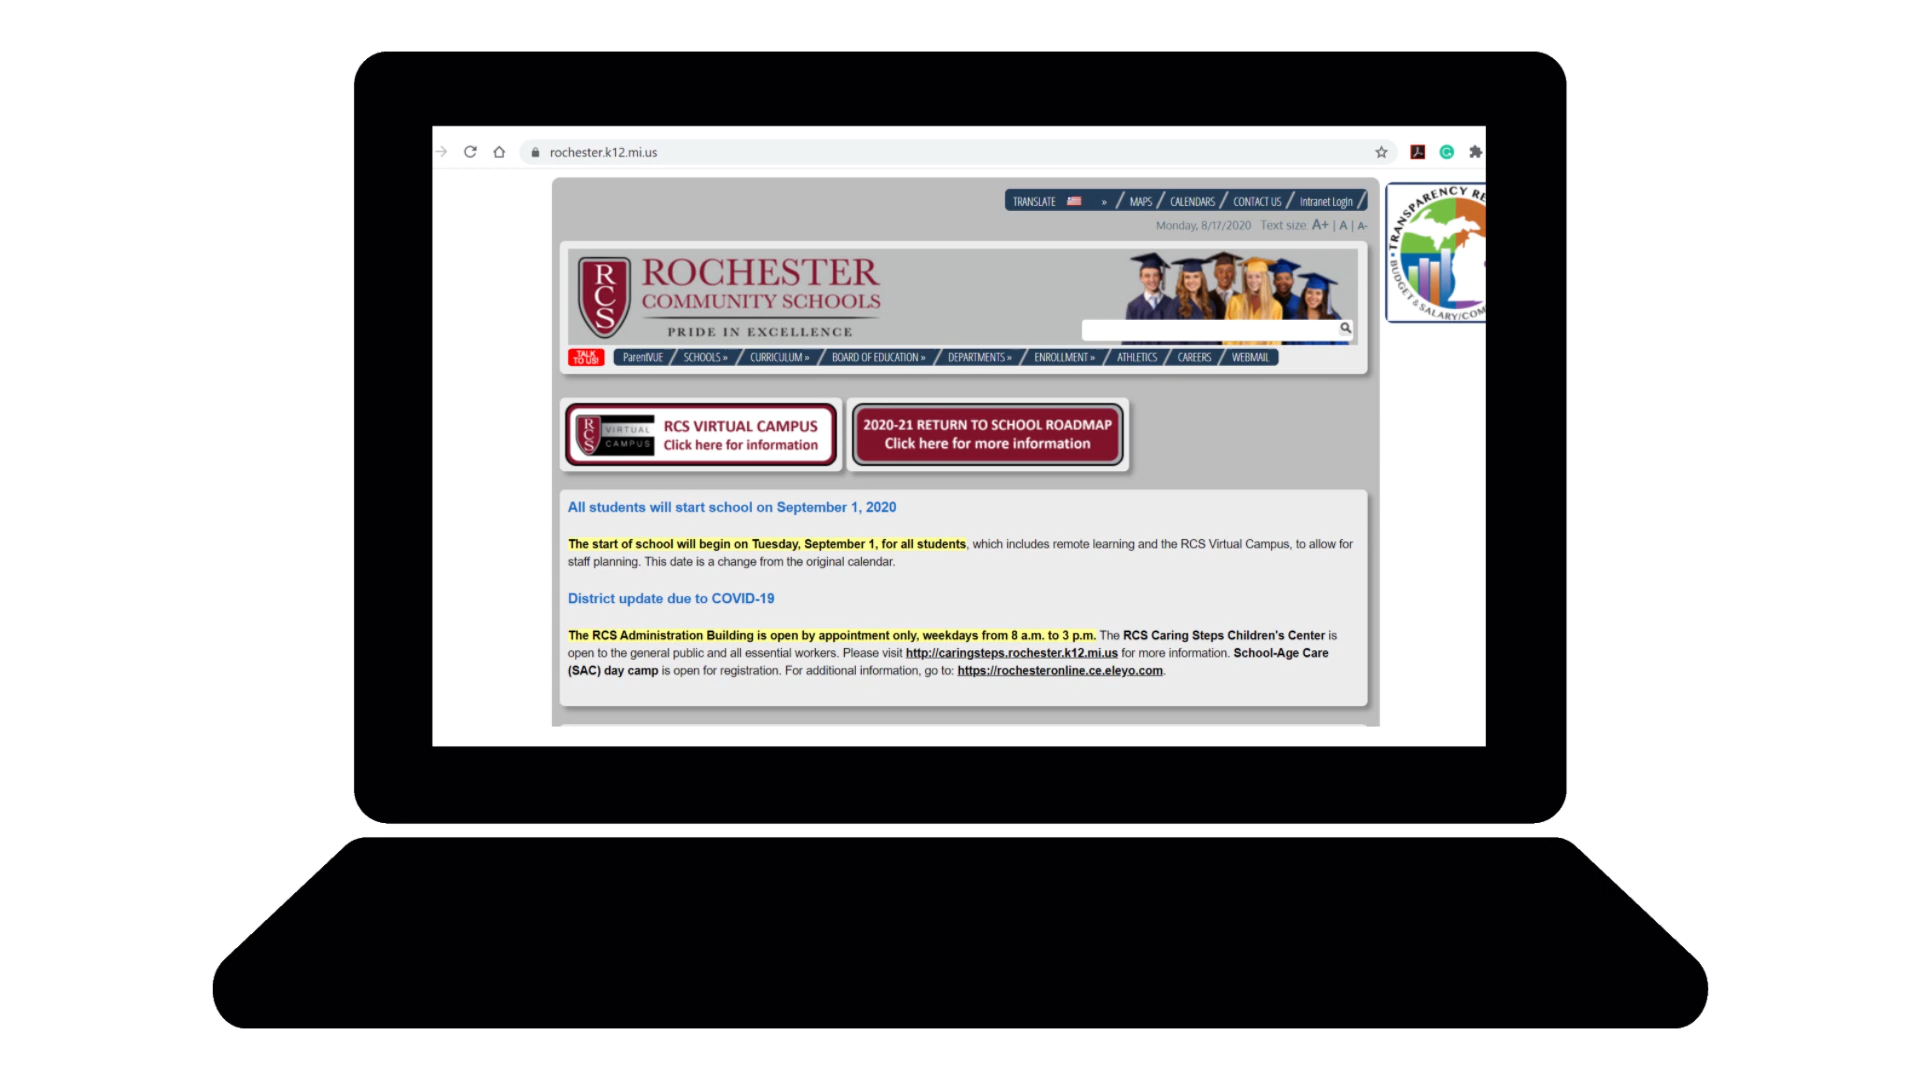 rochester.k12.mi.us
TRANSLATE » MAPS CALENDARS CONTACT US Intranet Login
Monday, 8/17/2020 Text size: A+ | A | A-
TRANSPARENCY RE
BUDGET & SALARY/COM
RCS
ROCHESTER
COMMUNITY SCHOOLS
PRIDE IN EXCELLENCE
TALK
TO US!
ParentVUE SCHOOLS » CURRICULUM » BOARD OF EDUCATION » DEPARTMENTS » ENROLLMENT » ATHLETICS CAREERS WEBMAIL
RCS
VIRTUAL
CAMPUS
RCS VIRTUAL CAMPUS
Click here for information
2020-21 RETURN TO SCHOOL ROADMAP
Click here for more information
All students will start school on September 1, 2020
The start of school will begin on Tuesday, September 1, for all students, which includes remote learning and the RCS Virtual Campus, to allow for
staff planning. This date is a change from the original calendar.
District update due to COVID-19
The RCS Administration Building is open by appointment only, weekdays from 8 a.m. to 3 p.m. The RCS Caring Steps Children's Center is
open to the general public and all essential workers. Please visit http://caringsteps.rochester.k12.mi.us for more information. School-Age Care
(SAC) day camp is open for registration. For additional information, go to: https://rochesteronline.ce.eleyo.com.